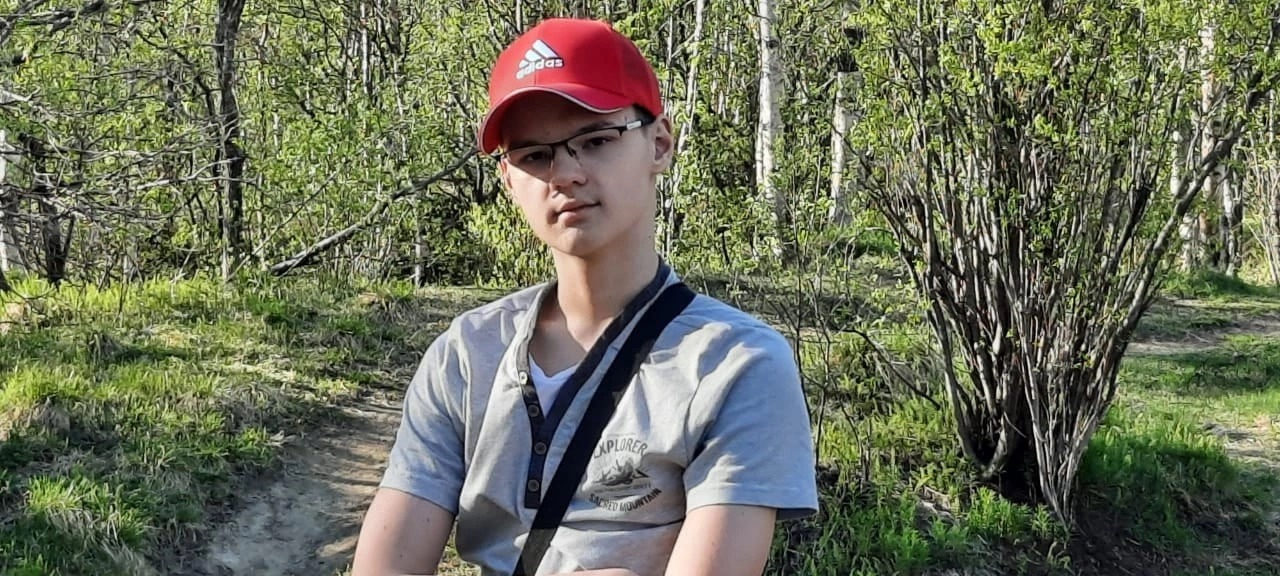 adidas
EXPLORER
SACRED MOUNTAIN